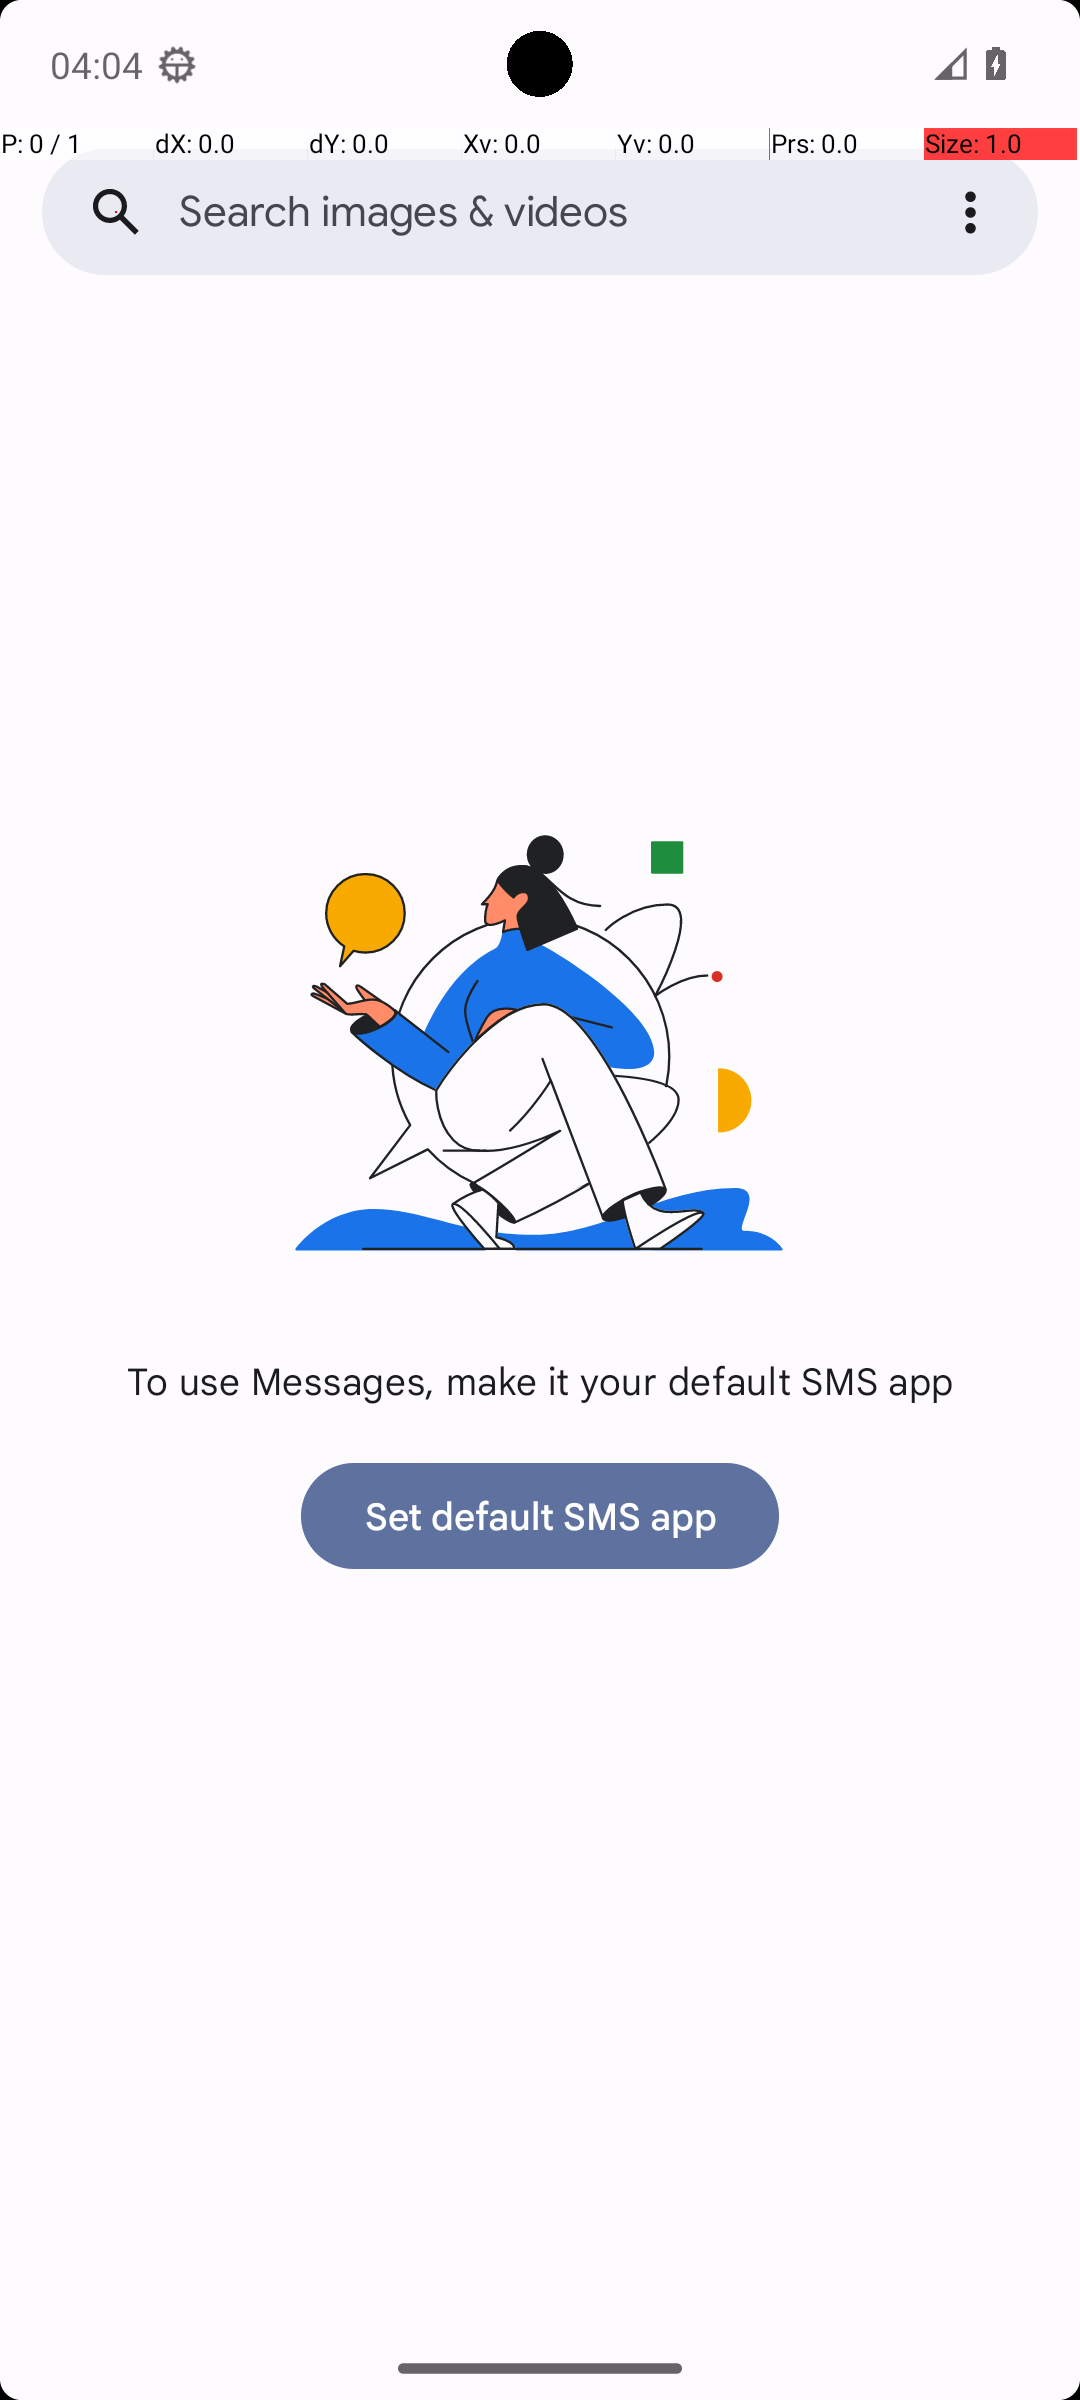 04:04
P: 0 / 1 dX: 0.0 dY: 0.0 Xv: 0.0 Yv: 0.0 Prs: 0.0 Size: 1.0
Search images & videos
To use Messages, make it your default SMS app
Set default SMS app